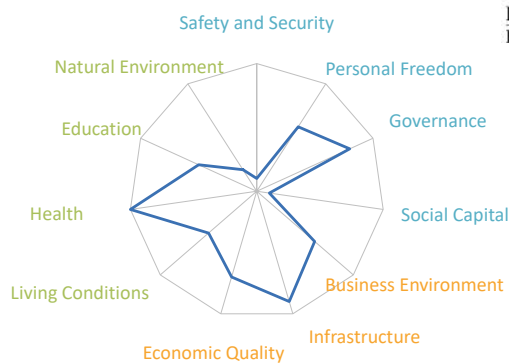 Safety and Security
Natural Environment
Personal Freedom
Education
Governance
Health
Social Capital
Living Conditions
Business Environment
Infrastructure
Economic Quality